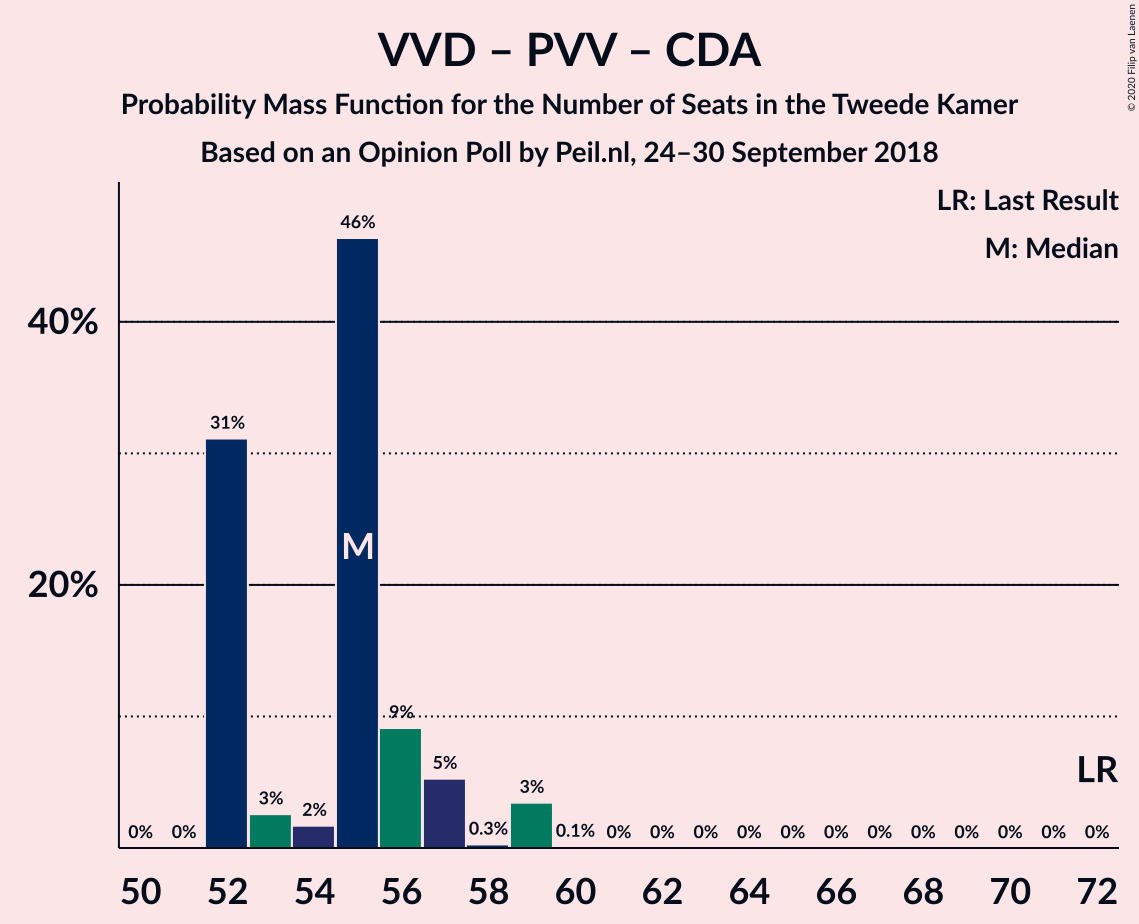 VVD – PVV – CDA
Probability Mass Function for the Number of Seats in the Tweede Kamer
Based on an Opinion Poll by Peil.nl, 24–30 September 2018
© 2020 Filip van Laenen
LR: Last Result
M: Median
46%
40%
31%
M
20%
9%
5%
LR
3%
3%
2%
0% 0% 0.3% 0.1% 0% 0% 0% 0% 0% 0% 0% 0% 0% 0% 0% 0%
50 52 54 56 58 60 62 64 66 68 70 72